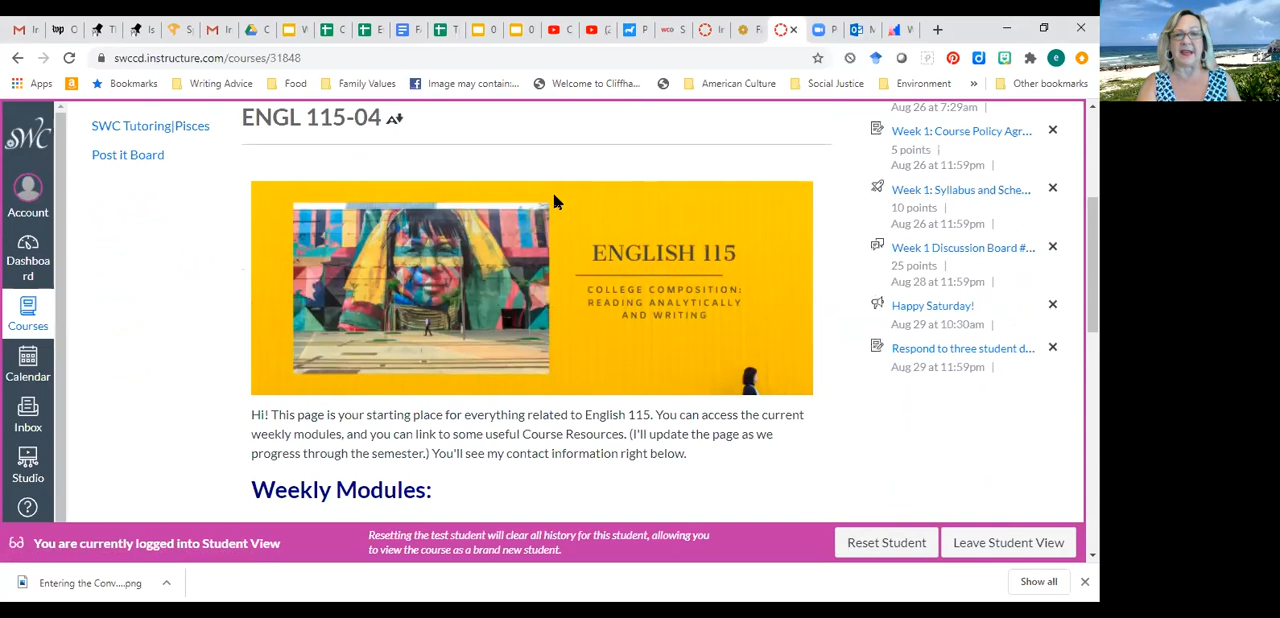 Ir
O
T
Is
Sp
Ir
C
V
C
E
F
T
0
0
C
(2
P
S
Ir
F
P
N
V
swccd.instructure.com/courses/31848
Apps
Bookmarks
Writing Advice
Food
Family Values
Image may contain:...
Welcome to Cliffha...
American Culture
Social Justice
Environment
»
Other bookmarks
SWC
Account
Dashboa
rd
Courses
Calendar
Inbox
Studio
SWC Tutoring|Pisces
Post it Board
ENGL 115-04
ENGLISH 115
COLLEGE COMPOSITION:
READING ANALYTICALLY
AND WRITING
Hi! This page is your starting place for everything related to English 115. You can access the current
weekly modules, and you can link to some useful Course Resources. (I'll update the page as we
progress through the semester.) You'll see my contact information right below.
Weekly Modules:
Aug 26 at 7:29am |
Week 1: Course Policy Agr...
5 points |
Aug 26 at 11:59pm |
Week 1: Syllabus and Sche...
10 points |
Aug 26 at 11:59pm |
Week 1 Discussion Board #...
25 points |
Aug 28 at 11:59pm |
Happy Saturday!
Aug 29 at 10:30am |
Respond to three student d...
Aug 29 at 11:59pm |
You are currently logged into Student View
Resetting the test student will clear all history for this student, allowing you
to view the course as a brand new student.
Reset Student
Leave Student View
Entering the Conv....png
Show all